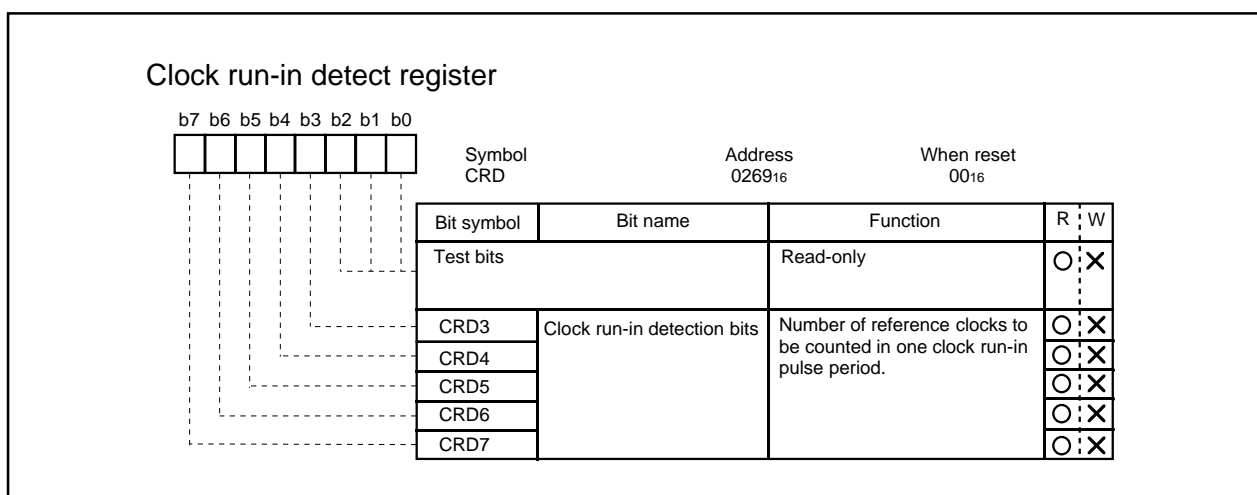 Clock run-in detect register
b7 b6 b5 b4 b3 b2 b1 b0
Symbol Address When reset
CRD 026916 0016
Bit symbol Bit name Function R W
Test bits Read-only
CRD3 Clock run-in detection bits Number of reference clocks to
be counted in one clock run-in
CRD4
pulse period.
CRD5
CRD6
CRD7